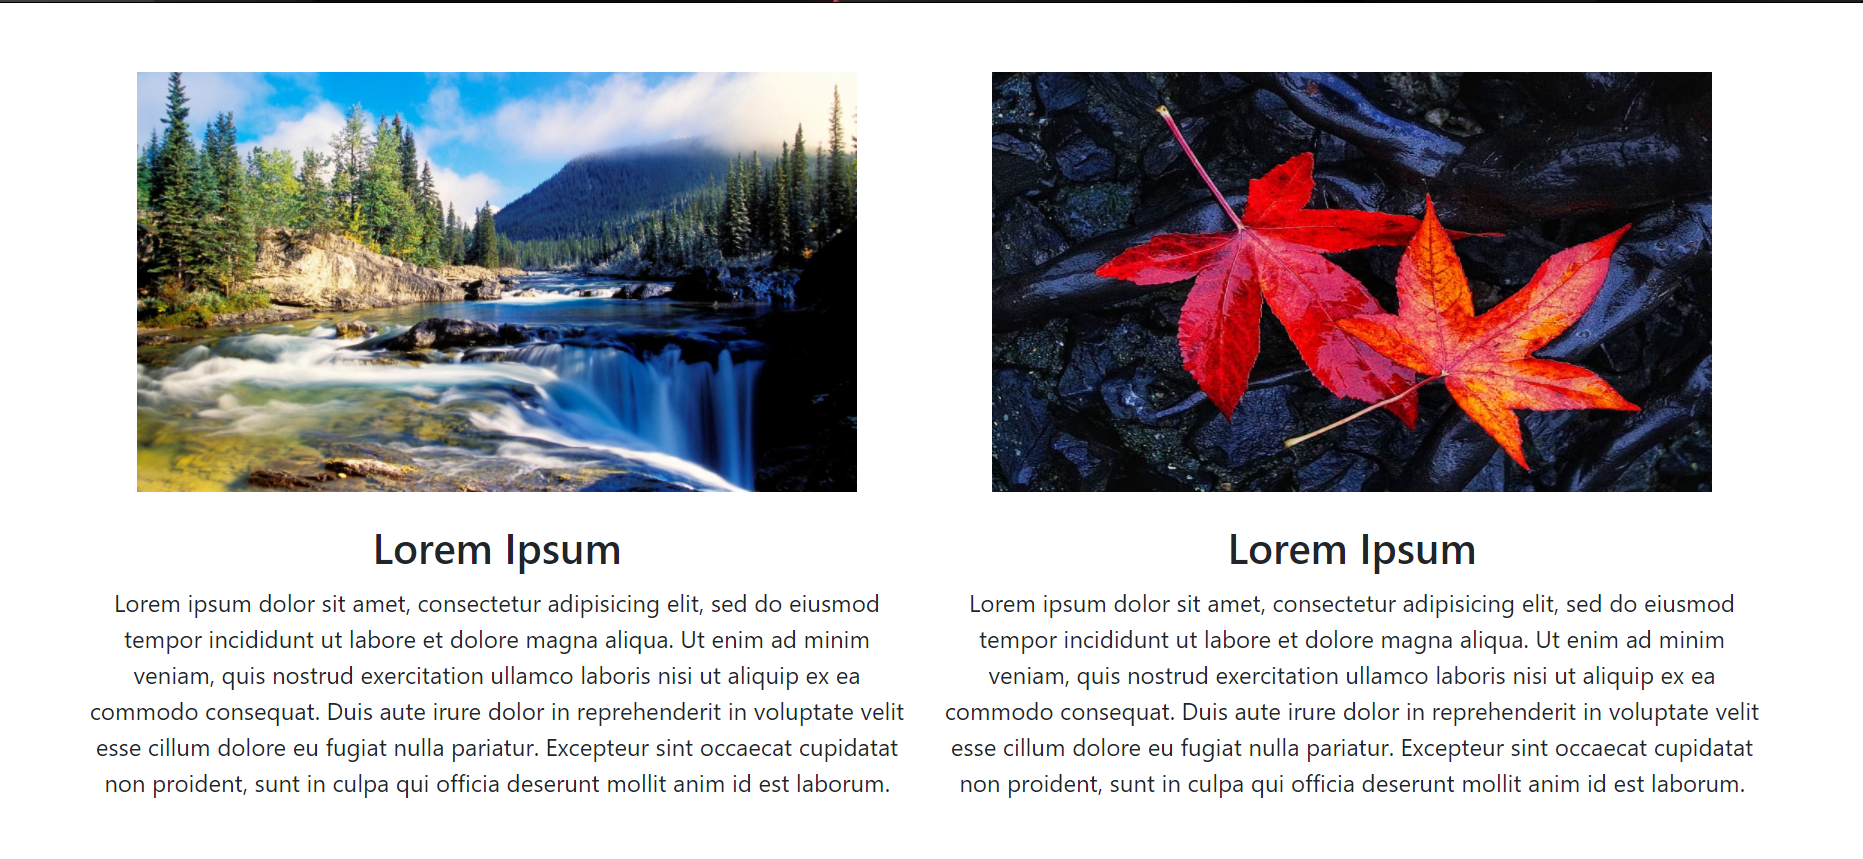 Lorem Ipsum
Lorem ipsum dolor sit amet, consectetur adipisicing elit, sed do eiusmod
tempor incididunt ut labore et dolore magna aliqua. Ut enim ad minim
veniam, quis nostrud exercitation ullamco laboris nisi ut aliquip ex ea
commodo consequat. Duis aute irure dolor in reprehenderit in voluptate velit
esse cillum dolore eu fugiat nulla pariatur. Excepteur sint occaecat cupidatat
non proident, sunt in culpa qui officia deserunt mollit anim id est laborum.
Lorem Ipsum
Lorem ipsum dolor sit amet, consectetur adipisicing elit, sed do eiusmod
tempor incididunt ut labore et dolore magna aliqua. Ut enim ad minim
veniam, quis nostrud exercitation ullamco laboris nisi ut aliquip ex ea
commodo consequat. Duis aute irure dolor in reprehenderit in voluptate velit
esse cillum dolore eu fugiat nulla pariatur. Excepteur sint occaecat cupidatat
non proident, sunt in culpa qui officia deserunt mollit anim id est laborum.